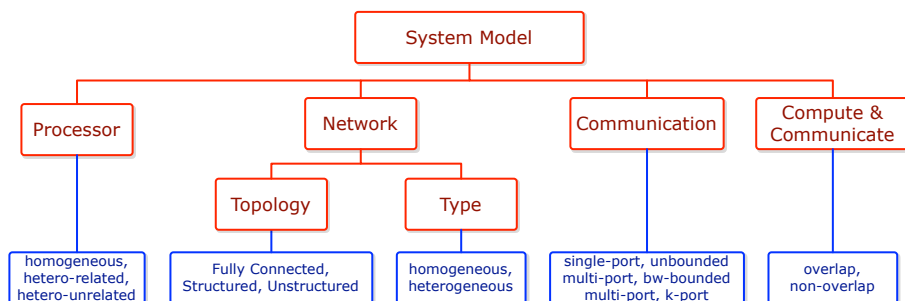 System Model
Processor
Network
Communication
Compute &
Communicate
Topology
Type
homogeneous,
hetero-related,
hetero-unrelated
Fully Connected,
Structured, Unstructured
homogeneous,
heterogeneous
single-port, unbounded
multi-port, bw-bounded
multi-port, k-port
overlap,
non-overlap